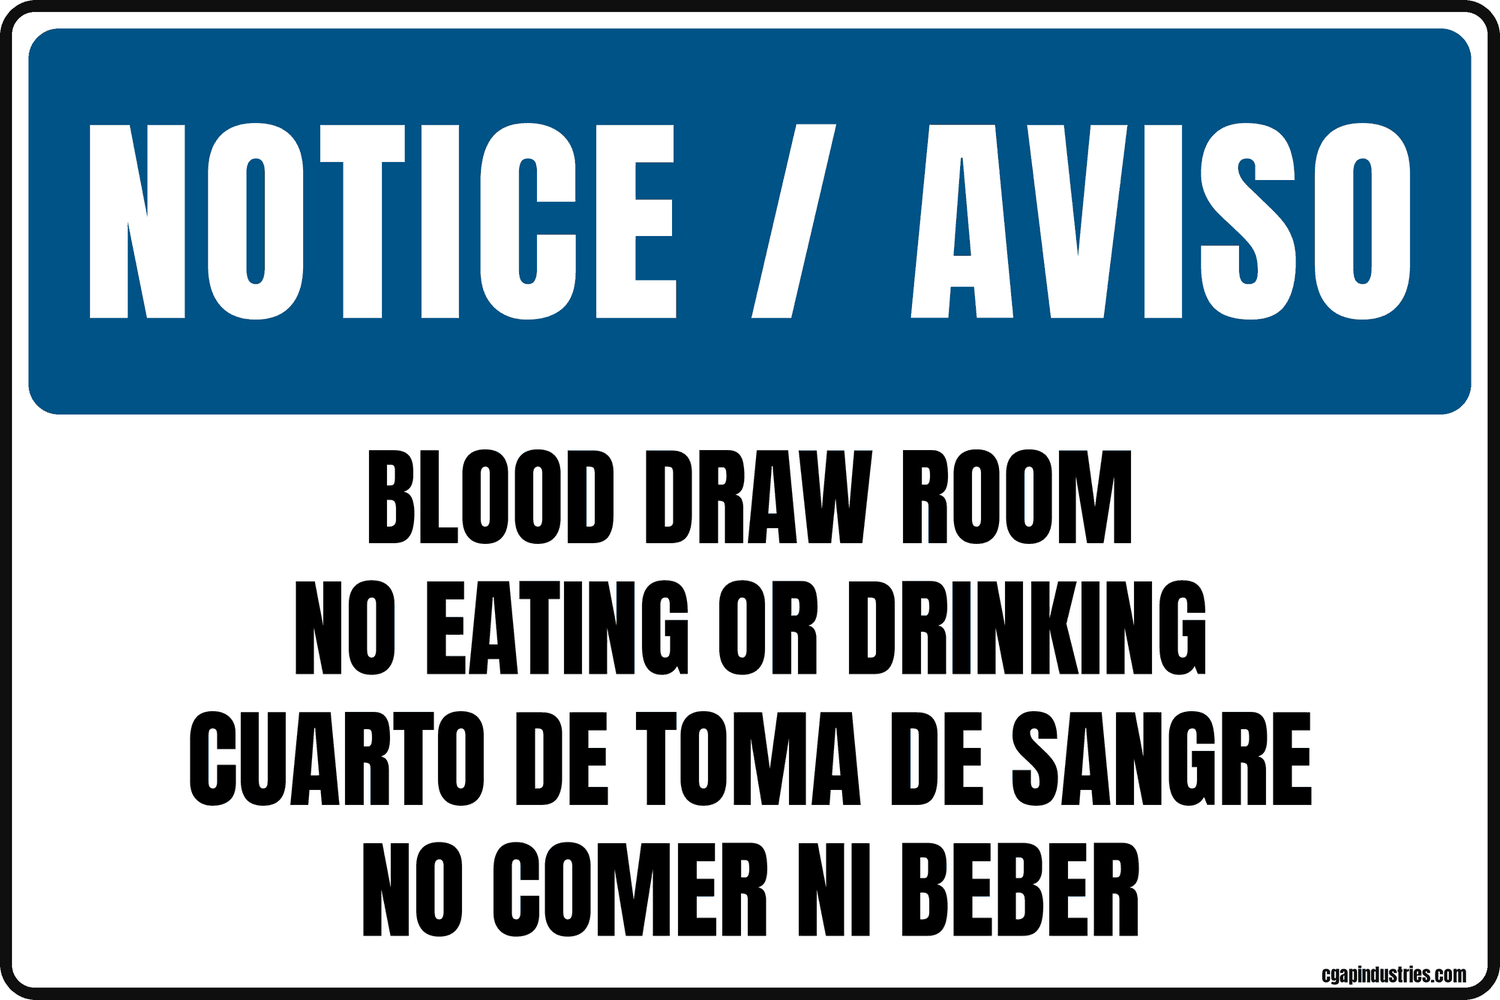 NOTICE / AVISO
BLOOD DRAW ROOM
NO EATING OR DRINKING
CUARTO DE TOMA DE SANGRE
NO COMER NI BEBER
cgapindustries.com